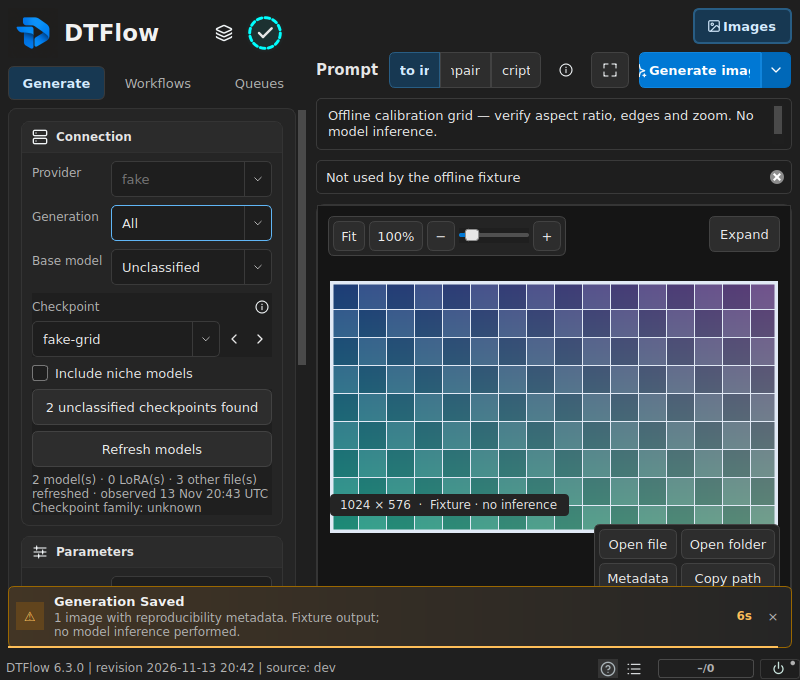 DTFlow
Images
Generate
Workflows
Queues
Prompt
to ir
cript
Generate
Offline calibration grid — verify aspect ratio, edges and zoom. No
model inference.
Not used by the offline fixture
Connection
Provider
fake
Generation
All
Base model
Unclassified
Checkpoint
fake-grid
Include niche models
2 unclassified checkpoints found
Refresh models
2 model(s) · 0 LoRA(s) · 3 other file(s)
refreshed · observed 13 Nov 20:43 UTC
Checkpoint family: unknown
Parameters
Fit
100%
−
+
Expand
1024 × 576 · Fixture · no inference
Open file
Open folder
Metadata
Copy path
Generation Saved
1 image with reproducibility metadata. Fixture output;
no model inference performed.
6s
×
DTFlow 6.3.0 | revision 2026-11-13 20:42 | source: dev
–/0